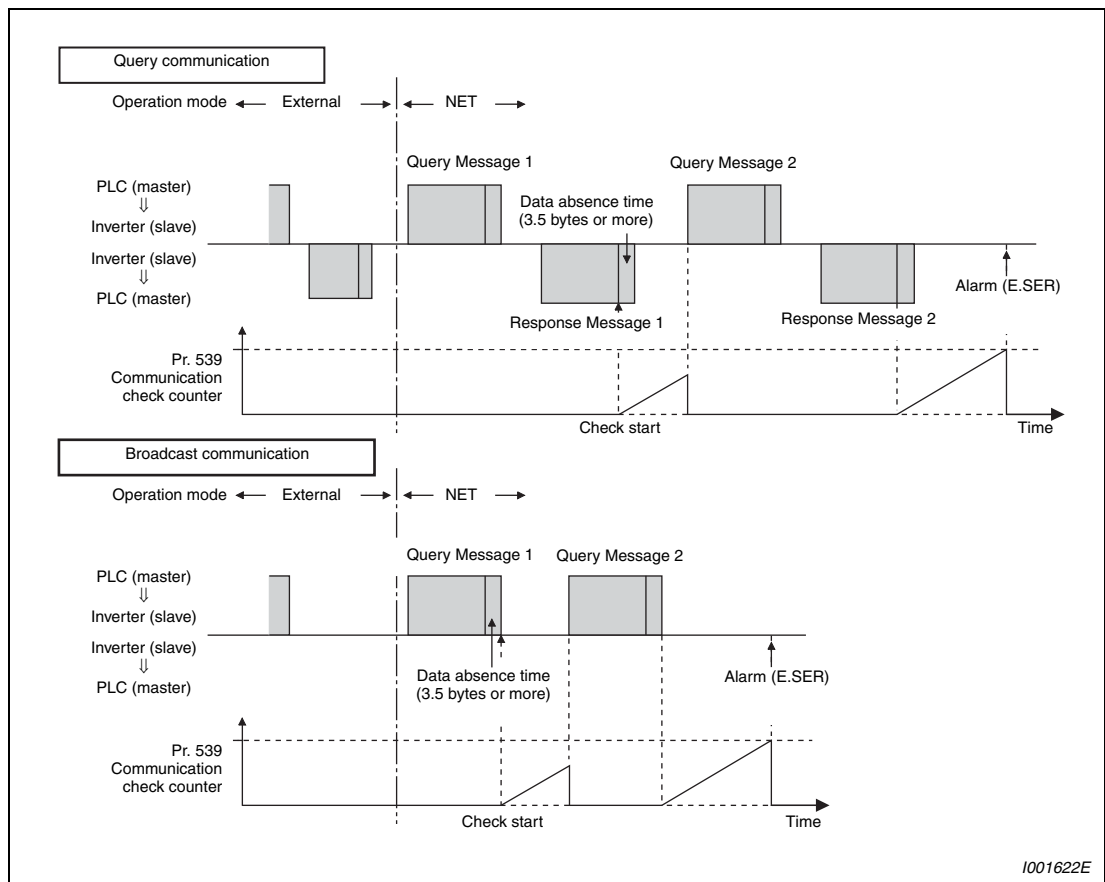 Query communication
Operation mode External NET
Query Message 1 Query Message 2
PLC (master)
⇓
Inverter (slave)
Data absence time
(3.5 bytes or more)
Inverter (slave)
⇓
PLC (master)
Alarm (E.SER)
Response Message 1 Response Message 2
Pr. 539
Communication
check counter
Check start Time
Broadcast communication
Operation mode External NET
Query Message 1 Query Message 2
PLC (master)
⇓
Inverter (slave)
Inverter (slave)
⇓
PLC (master)
Data absence time
(3.5 bytes or more)
Alarm (E.SER)
Pr. 539
Communication
check counter
Check start Time
I001622E